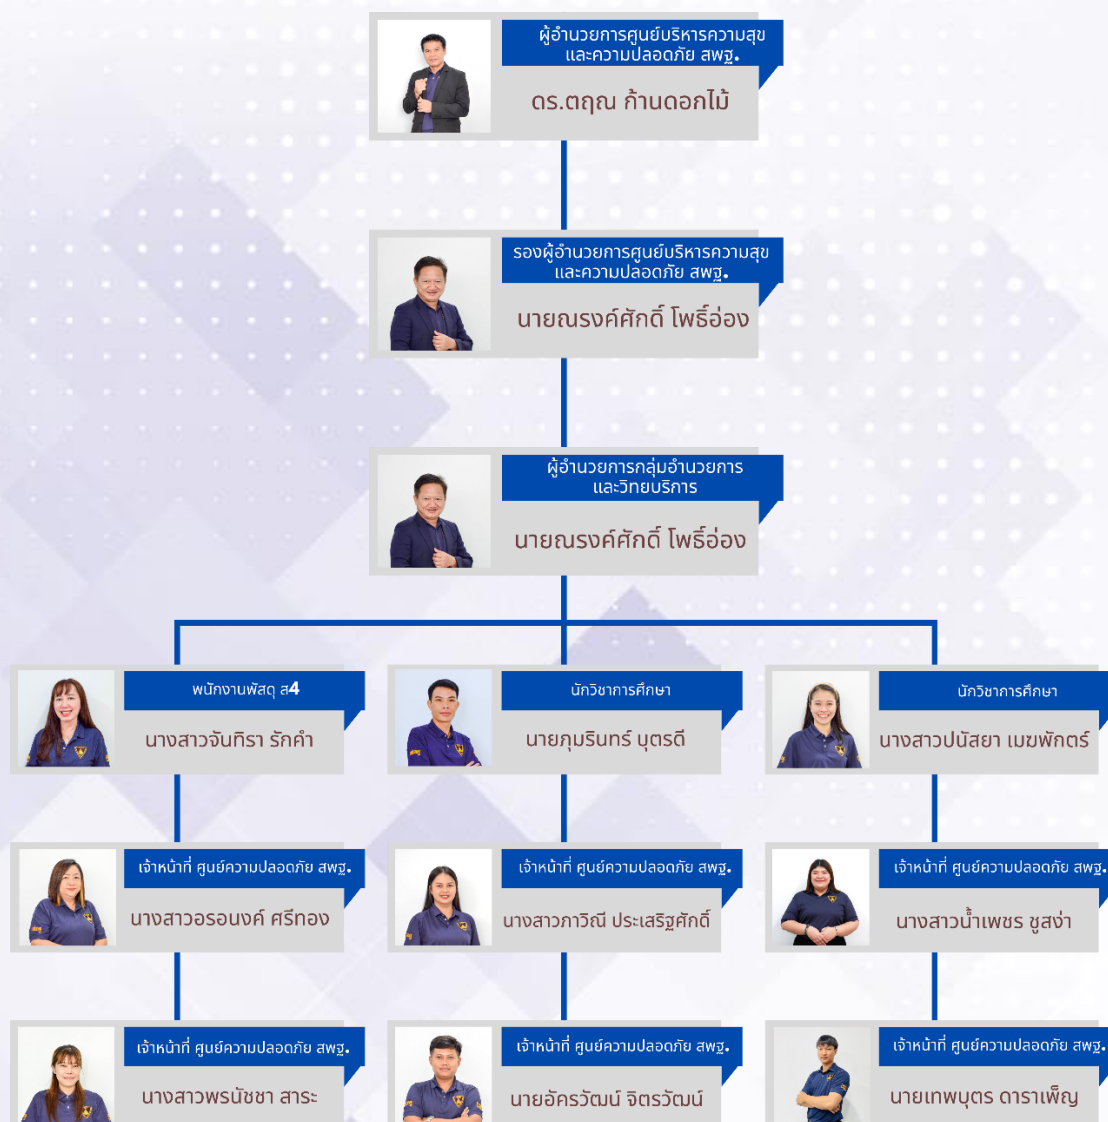 ผู้อำนวยการศูนย์บริหารความสุข
และความปลอดภัย สพฐ.
ดร.ตฤณ ก้านดอกไม้
รองผู้อำนวยการศูนย์บริหารความสุข
และความปลอดภัย สพฐ.
นายณรงค์ศักดิ์ โพธิ์อ่อง
ผู้อำนวยการกลุ่มอำนวยการ
และวิทยบริการ
นายณรงค์ศักดิ์ โพธิ์อ่อง
พนักงานพัสดุ ส4
นางสาวจันทิรา รักคำ
นักวิชาการศึกษา
นายภุมรินทร์ บุตรดี
นักวิชาการศึกษา
นางสาวปนัสยา เมฆพักตร์
เจ้าหน้าที่ ศูนย์ความปลอดภัย สพฐ.
นางสาวอรอนงค์ ศรีทอง
เจ้าหน้าที่ ศูนย์ความปลอดภัย สพฐ.
นางสาวภาวิณี ประเสริฐศักดิ์
เจ้าหน้าที่ ศูนย์ความปลอดภัย สพฐ.
นางสาวน้ำเพชร ชูสง่า
เจ้าหน้าที่ ศูนย์ความปลอดภัย สพฐ.
นางสาวพรนัชชา สาระ
เจ้าหน้าที่ ศูนย์ความปลอดภัย สพฐ.
นายอัครวัฒน์ จิตรวัฒน์
เจ้าหน้าที่ ศูนย์ความปลอดภัย สพฐ.
นายเทพบุตร ดาราเพ็ญ